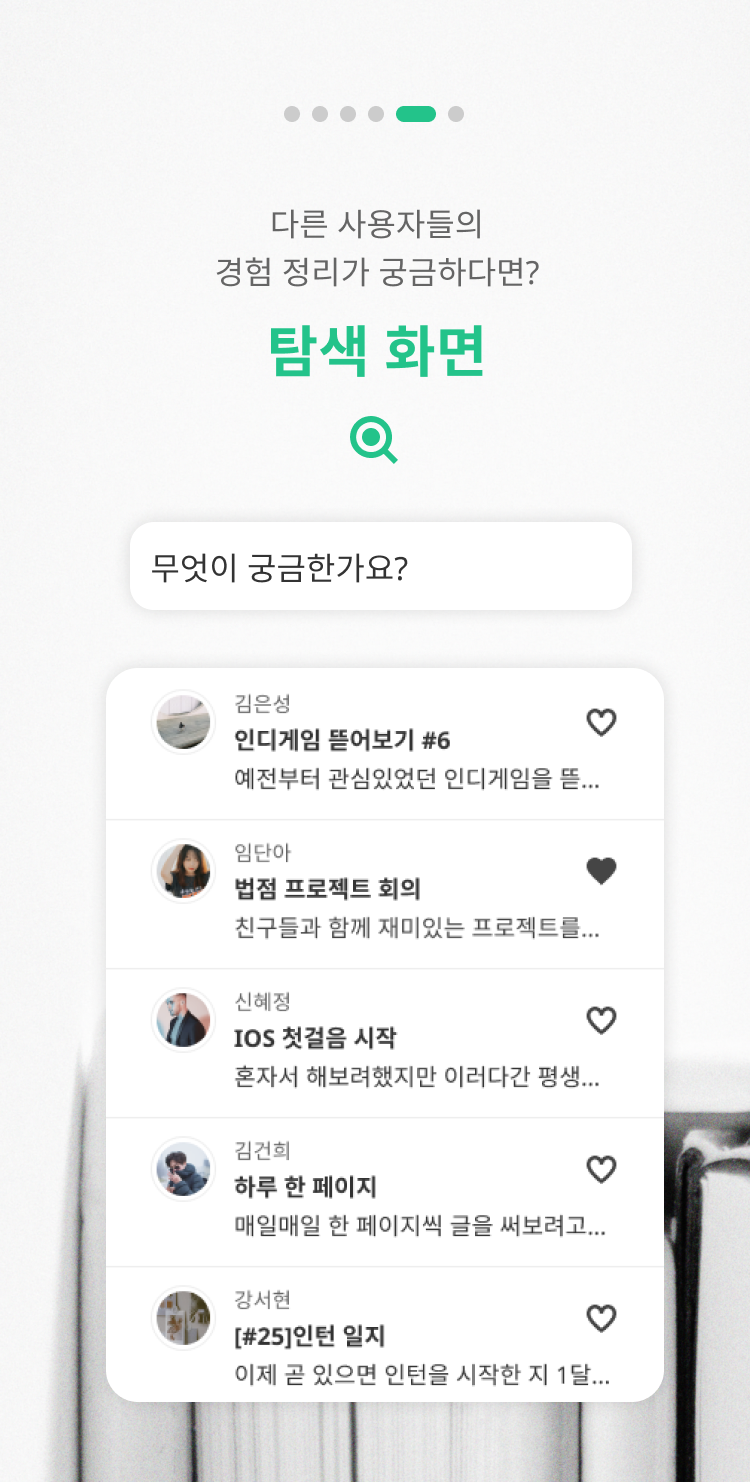 다른 사용자들의
경험 정리가 궁금하다면?
탐색 화면
무엇이 궁금한가요?
김은성
인디게임 뜯어보기 #6
예전부터 관심있었던 인디게임을 뜯...
임단아
법점 프로젝트 회의
친구들과 함께 재미있는 프로젝트를...
신혜정
IOS 첫걸음 시작
혼자서 해보려했지만 이러다간 평생...
김건희
하루 한 페이지
매일매일 한 페이지씩 글을 써보려고...
강서현
[#25]인턴 일지
이제 곧 있으면 인턴을 시작한 지 1달...